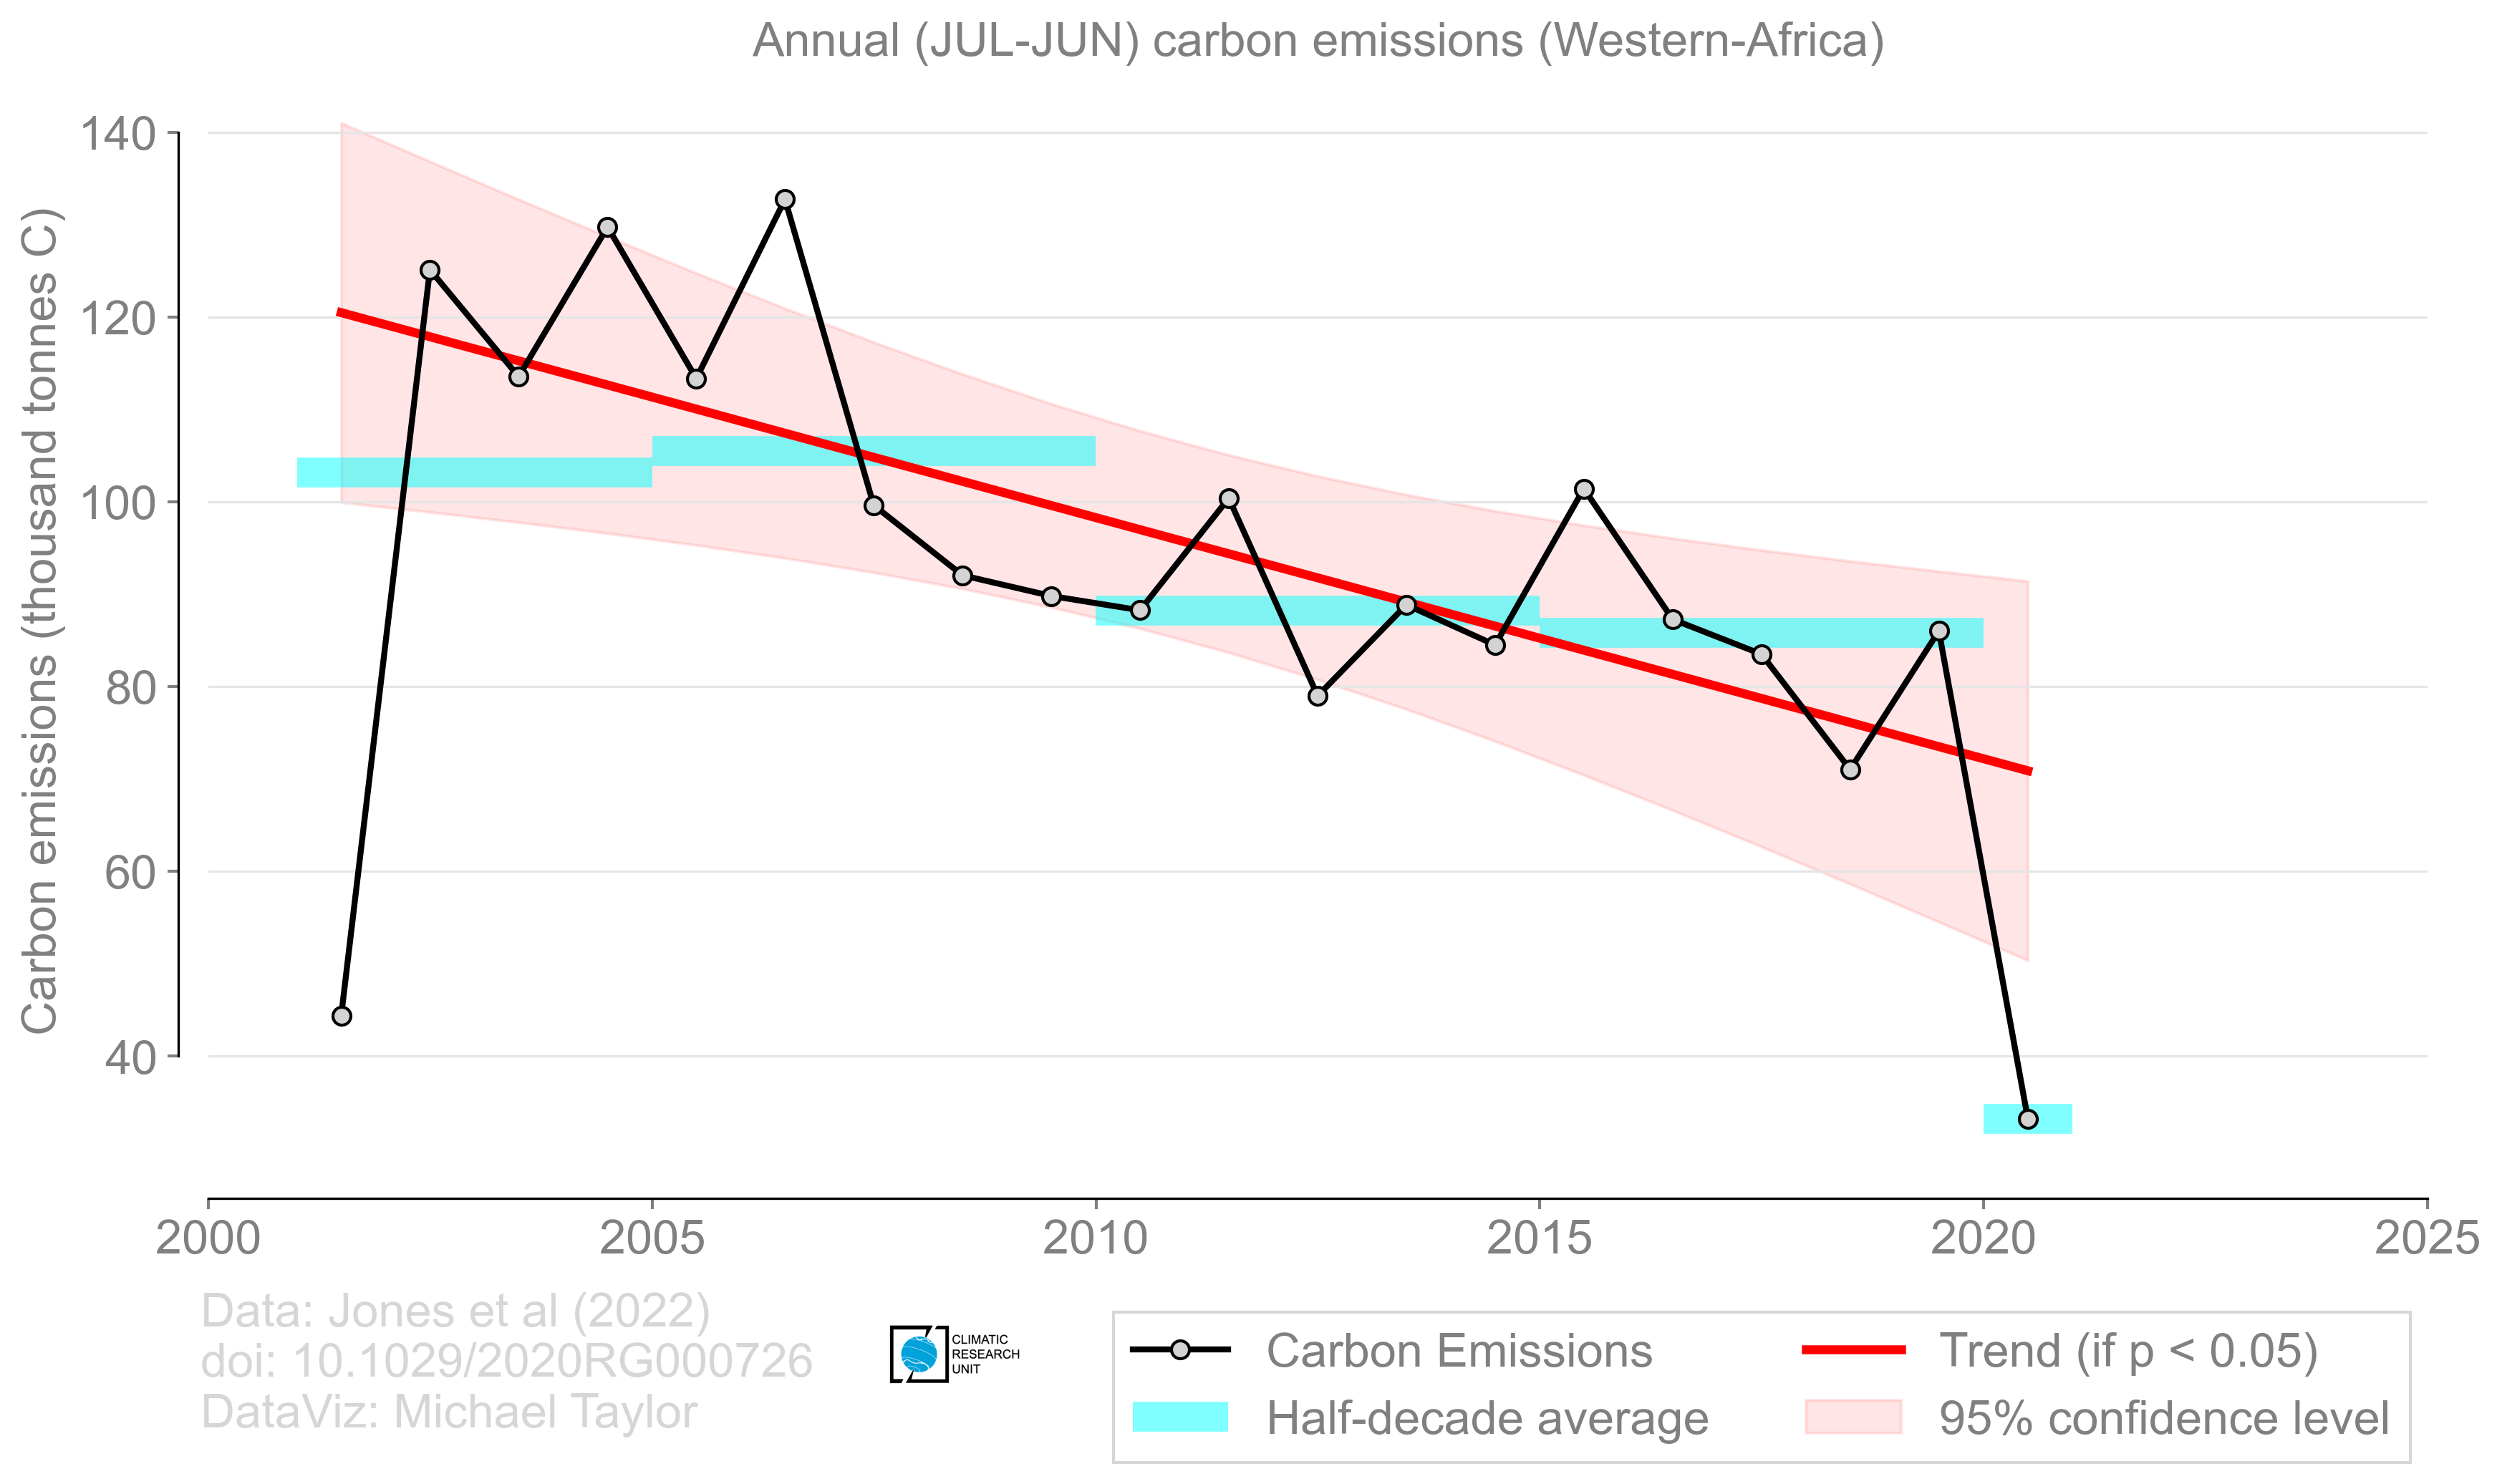 Annual (JUL-JUN) carbon emissions (Western-Africa)
Carbon emissions (thousand tonnes C)
140
120
100
80
60
40
2000
2005
2010
2015
2020
2025
Data: Jones et al (2022)
doi: 10.1029/2020RG000726
DataViz: Michael Taylor
CLIMATIC
RESEARCH
UNIT
Carbon Emissions
Half-decade average
Trend (if p < 0.05)
95% confidence level